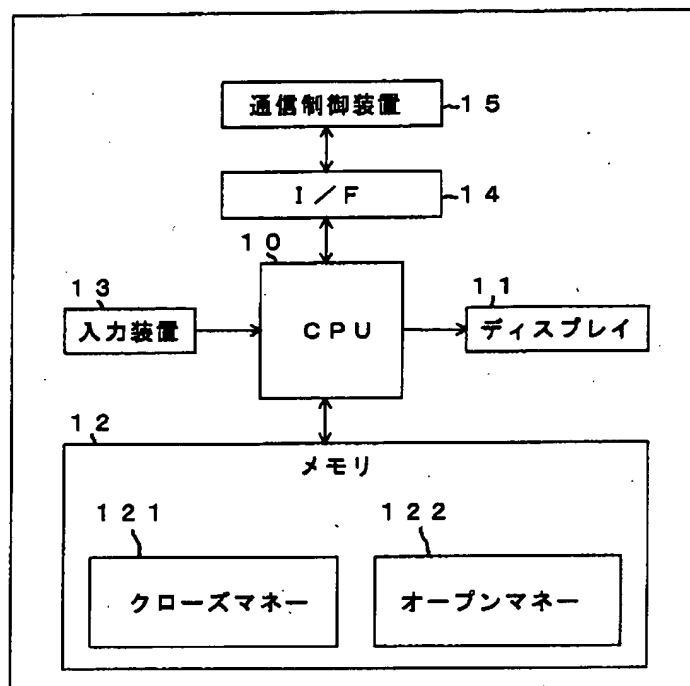 通信制御装置
15
I/F
14
10
13
11
入力装置
CPU
ディスプレイ
12
メモリ
121
122
クローズマネー
オープンマネー